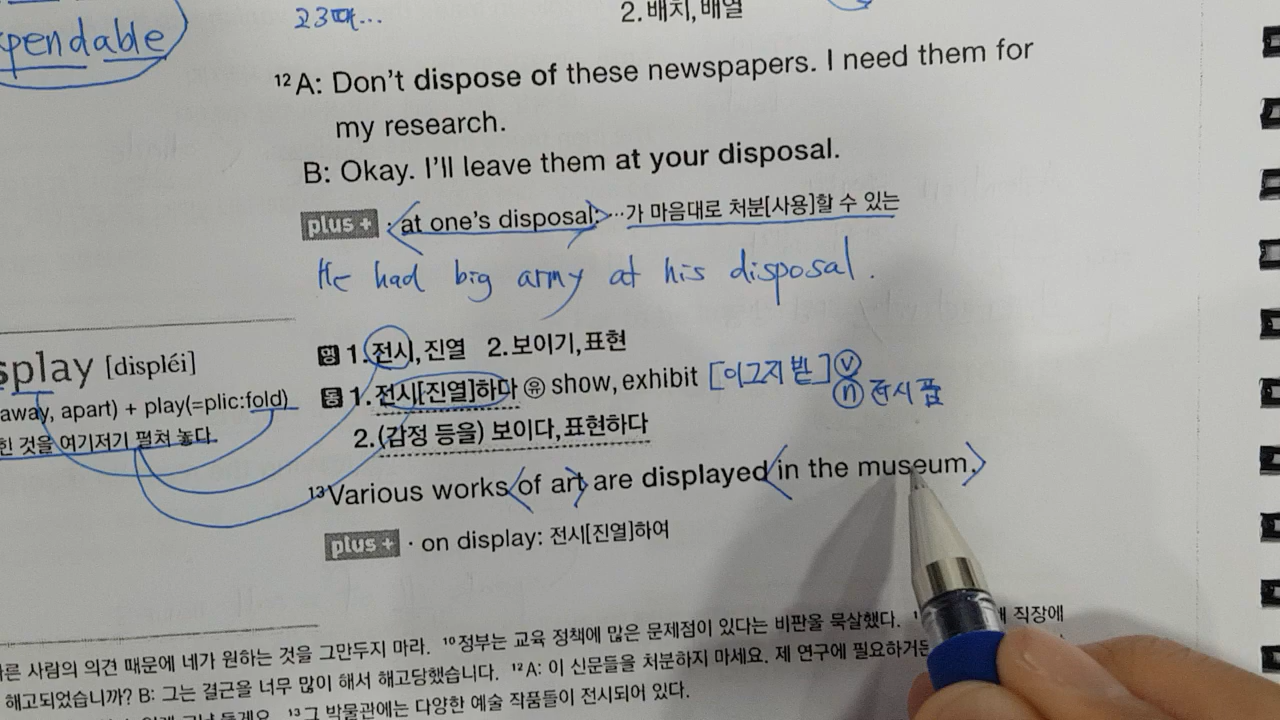 pendable
23때...
2. 배치, 배열
12 A: Don't dispose of these newspapers. I need them for
my research.
B: Okay. I'll leave them at your disposal.
plus + · at one's disposal: …가 마음대로 처분[사용]할 수 있는
He had big army at his disposal.
splay [displéi]
away, apart) + play(=plic:fold)
힌 것을 여기저기 펼쳐 놓다.
명 1. 전시, 진열 2. 보이기, 표현
동 1. 전시[진열]하다 유 show, exhibit [이그지받] v
n 전시품
2. (감정 등을) 보이다, 표현하다
13 Various works of art are displayed in the museum.
plus + · on display: 전시[진열]하여
른 사람의 의견 때문에 네가 원하는 것을 그만두지 마라. 10 정부는 교육 정책에 많은 문제점이 있다는 비판을 묵살했다. 직장에
해고되었습니까? B: 그는 결근을 너무 많이 해서 해고당했습니다. 12 A: 이 신문들을 처분하지 마세요. 제 연구에 필요하거든
13 그 박물관에는 다양한 예술 작품들이 전시되어 있다.